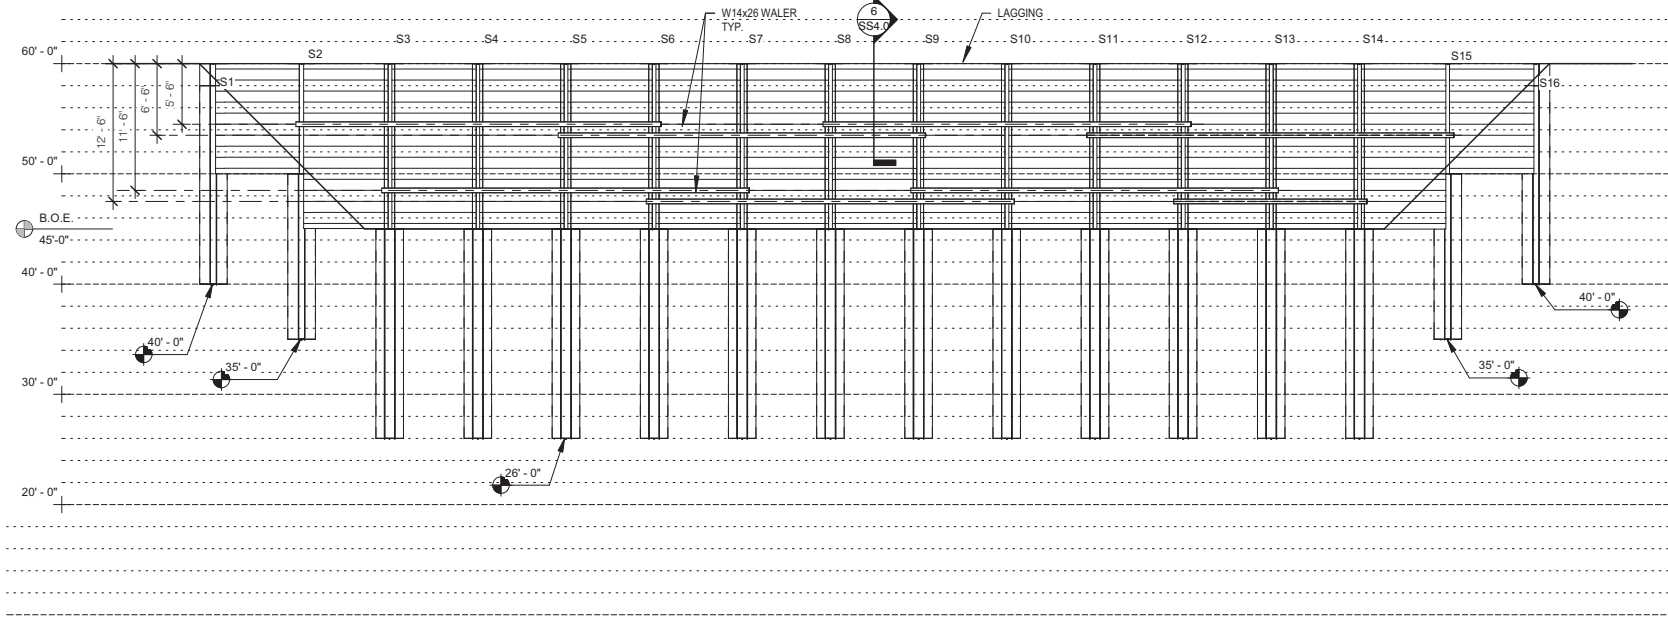 W14x26 WALER
TYP.
6
SS4.0
LAGGING
60' - 0"
S1
S2
S3
S4
S5
S6
S7
S8
S9
S10
S11
S12
S13
S14
S15
S16
12' - 6"
11' - 6"
6' - 6"
5' - 6"
50' - 0"
B.O.E.
45'-0"
40' - 0"
40' - 0"
40' - 0"
35' - 0"
35' - 0"
30' - 0"
26' - 0"
20' - 0"